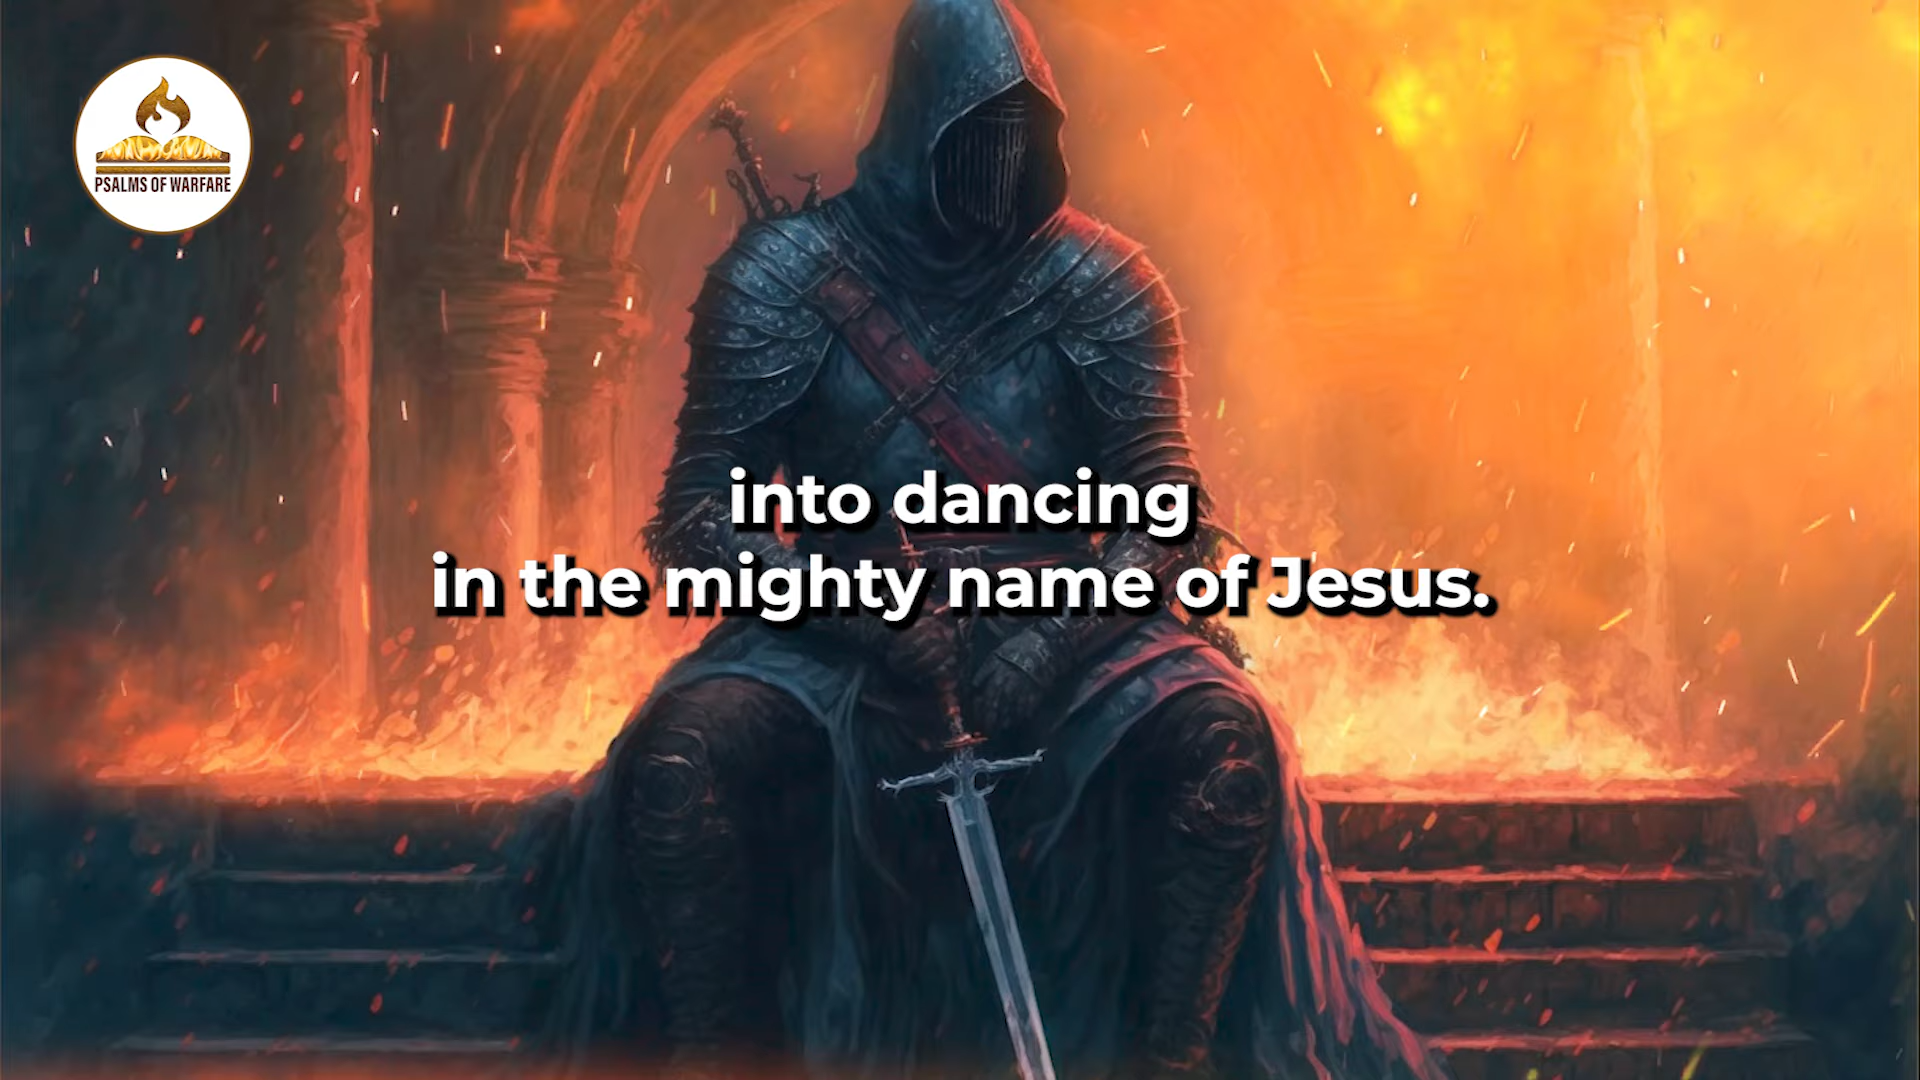 PSALMS OF WARFARE
into dancing
in the mighty name of Jesus.